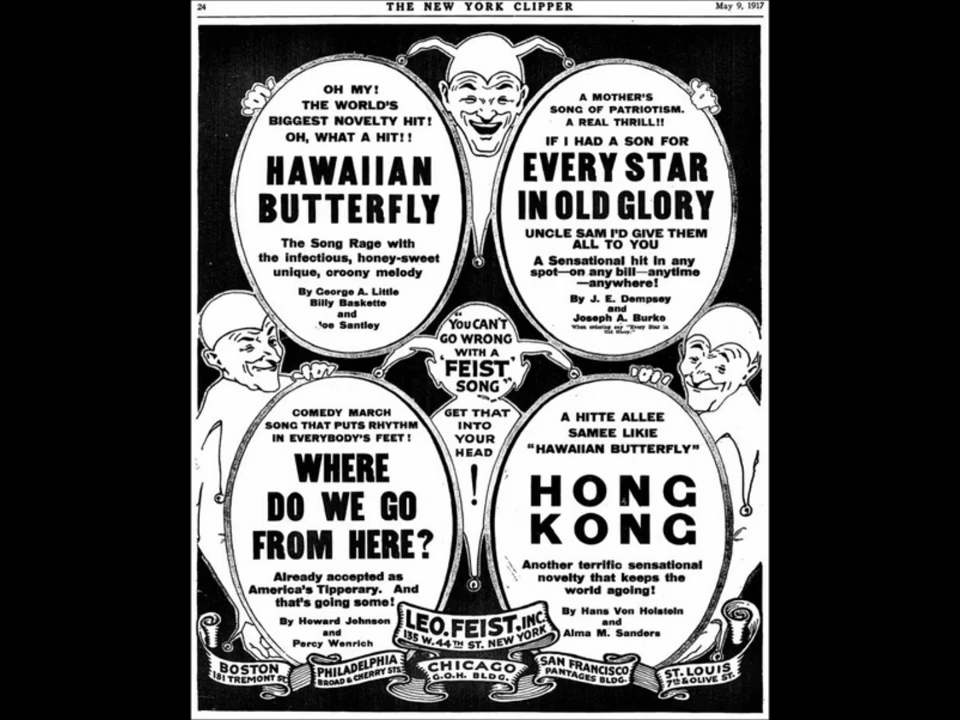 24
THE NEW YORK CLIPPER
May 9, 1917
OH MY!
THE WORLD'S
BIGGEST NOVELTY HIT!
OH, WHAT A HIT!!
HAWAIIAN
BUTTERFLY
The Song Rage with
the infectious, honey-sweet
unique, croony melody
By George A. Little
Billy Baskette
and
Joe Santley
A MOTHER'S
SONG OF PATRIOTISM.
A REAL THRILL!!
IF I HAD A SON FOR
EVERY STAR
IN OLD GLORY
UNCLE SAM I'D GIVE THEM
ALL TO YOU
A Sensational hit in any
spot—on any bill—anytime
—anywhere!
By J. E. Dempsey
and
Joseph A. Burke
When ordering say "Every Star in
Old Glory."
"YOU CAN'T
GO WRONG
WITH A
'FEIST'
SONG"
GET THAT
INTO
YOUR
HEAD
!
COMEDY MARCH
SONG THAT PUTS RHYTHM
IN EVERYBODY'S FEET!
WHERE
DO WE GO
FROM HERE?
Already accepted as
America's Tipperary. And
that's going some!
By Howard Johnson
and
Percy Wenrich
A HITTE ALLEE
SAMEE LIKIE
"HAWAIIAN BUTTERFLY"
HONG
KONG
Another terrific sensational
novelty that keeps the
world agoing!
By Hans Von Holstein
and
Alma M. Sanders
LEO. FEIST, INC.
135 W. 44TH ST. NEW YORK
BOSTON
181 TREMONT ST.
PHILADELPHIA
BROAD & CHERRY STS.
CHICAGO
G.O.H. BLDG.
SAN FRANCISCO
PANTAGES BLDG.
ST. LOUIS
7TH & OLIVE ST.